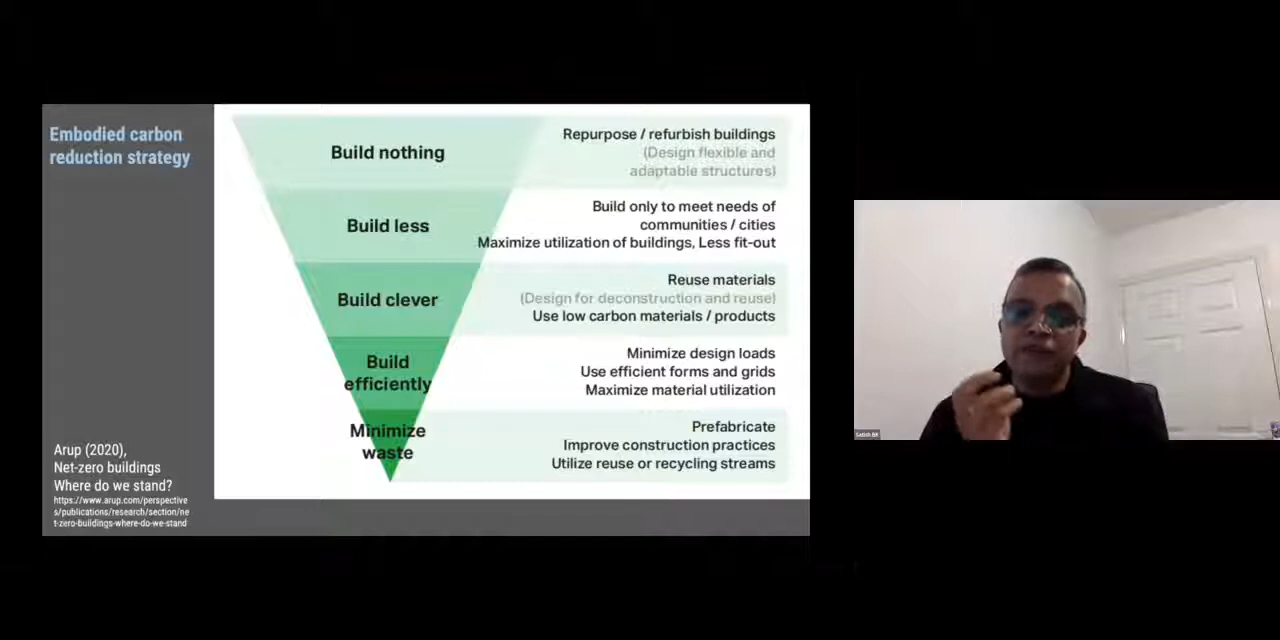 Embodied carbon
reduction strategy
Build nothing
Repurpose / refurbish buildings
(Design flexible and
adaptable structures)
Build less
Build only to meet needs of
communities / cities
Maximize utilization of buildings, Less fit-out
Build clever
Reuse materials
(Design for deconstruction and reuse)
Use low carbon materials / products
Build
efficiently
Minimize design loads
Use efficient forms and grids
Maximize material utilization
Minimize
waste
Prefabricate
Improve construction practices
Utilize reuse or recycling streams
Arup (2020),
Net-zero buildings
Where do we stand?
https://www.arup.com/perspective
s/publications/research/section/ne
t-zero-buildings-where-do-we-stand
Satish BK